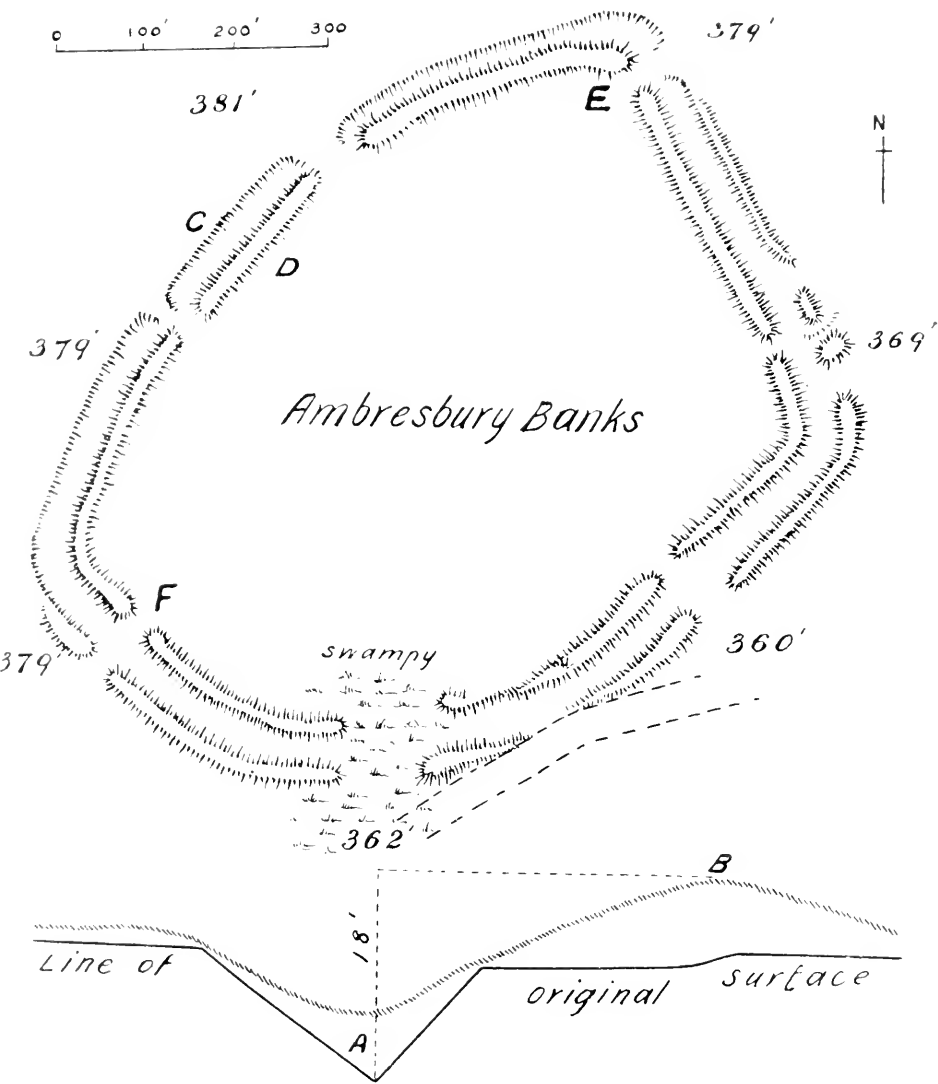 0 100' 200' 300
379'
381'
E
N
C
D
379'
369'
Ambresbury Banks
F
swampy
360'
379'
362'
B
18'
Line of
original surface
A